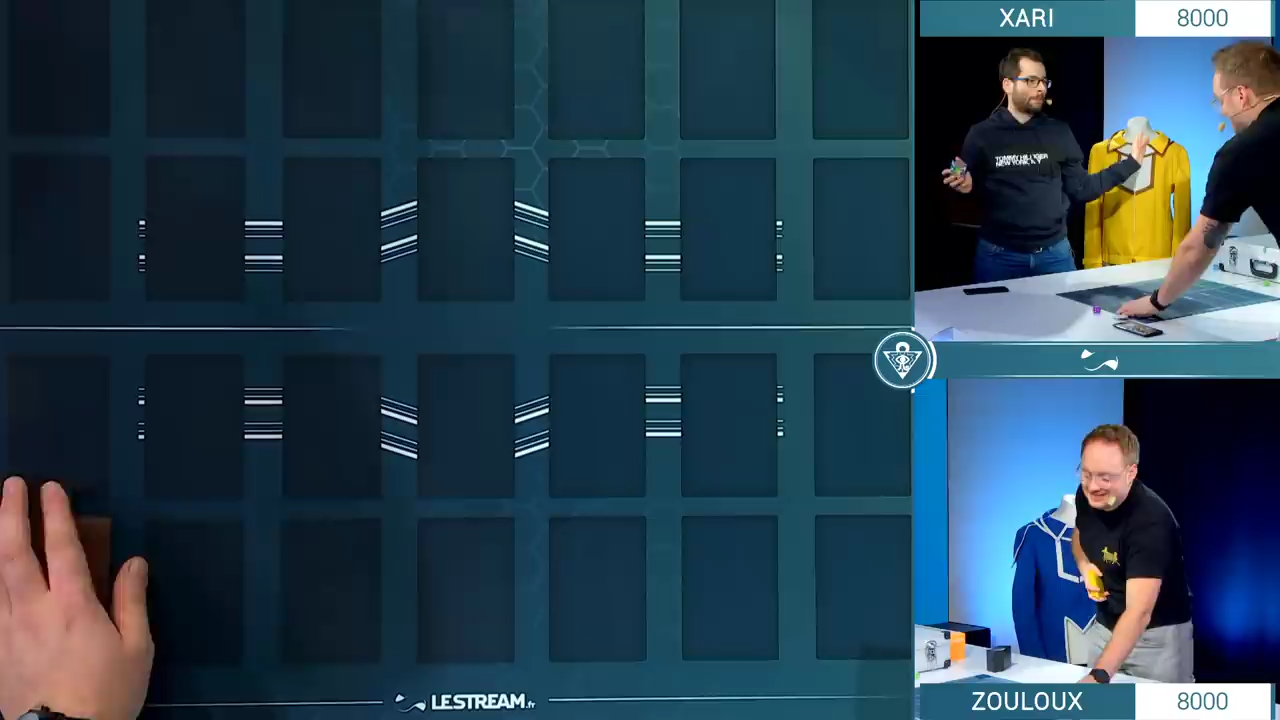 XARI
8000
TOMMY HILFIGER
NEW YORK, N.Y.
LESTREAM.fr
ZOULOUX
8000